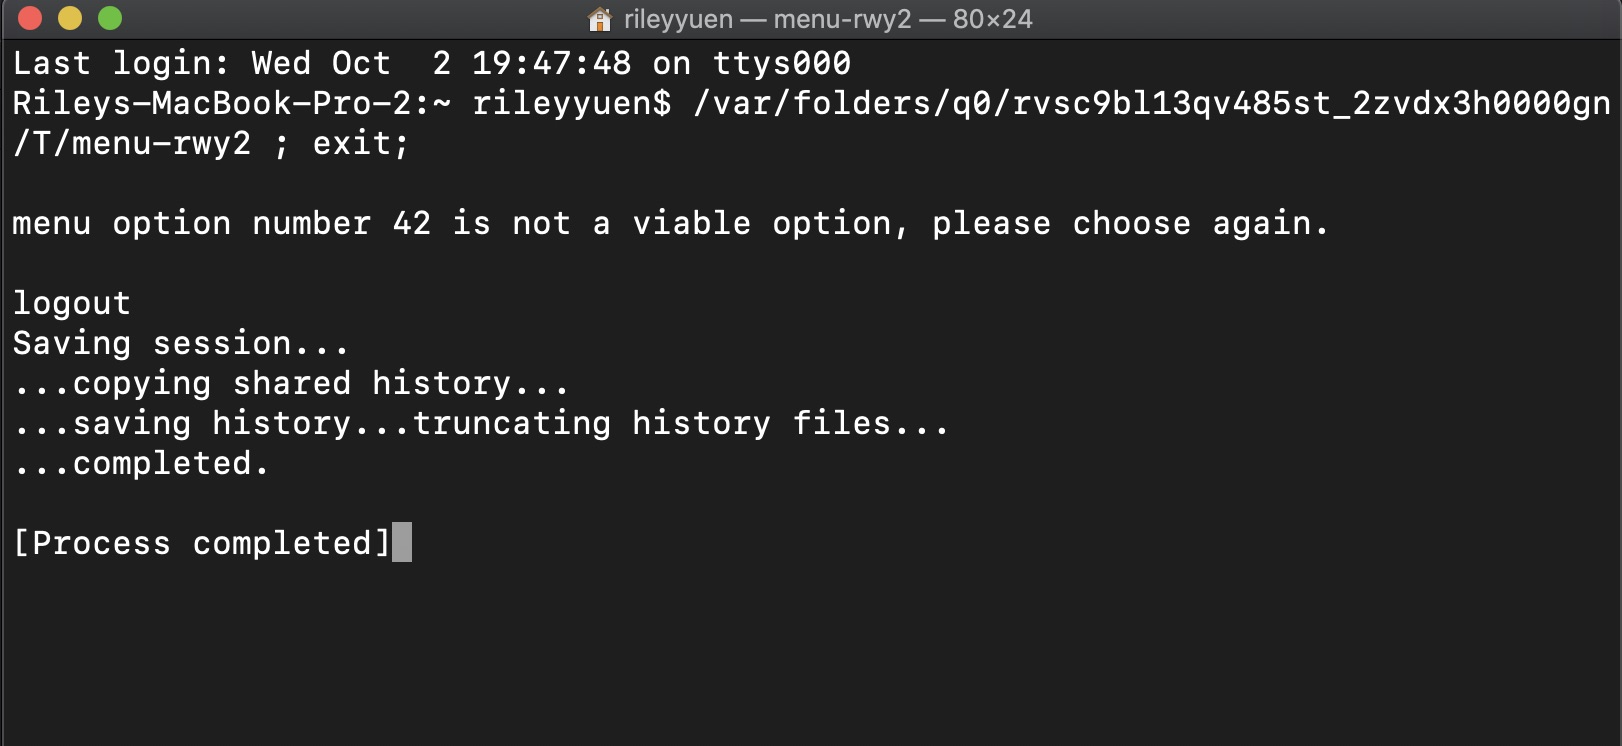 rileyyuen — menu-rwy2 — 80×24
Last login: Wed Oct  2 19:47:48 on ttys000
Rileys-MacBook-Pro-2:~ rileyyuen$ /var/folders/q0/rvsc9bl13qv485st_2zvdx3h0000gn
/T/menu-rwy2 ; exit;
menu option number 42 is not a viable option, please choose again.
logout
Saving session...
...copying shared history...
...saving history...truncating history files...
...completed.
[Process completed]